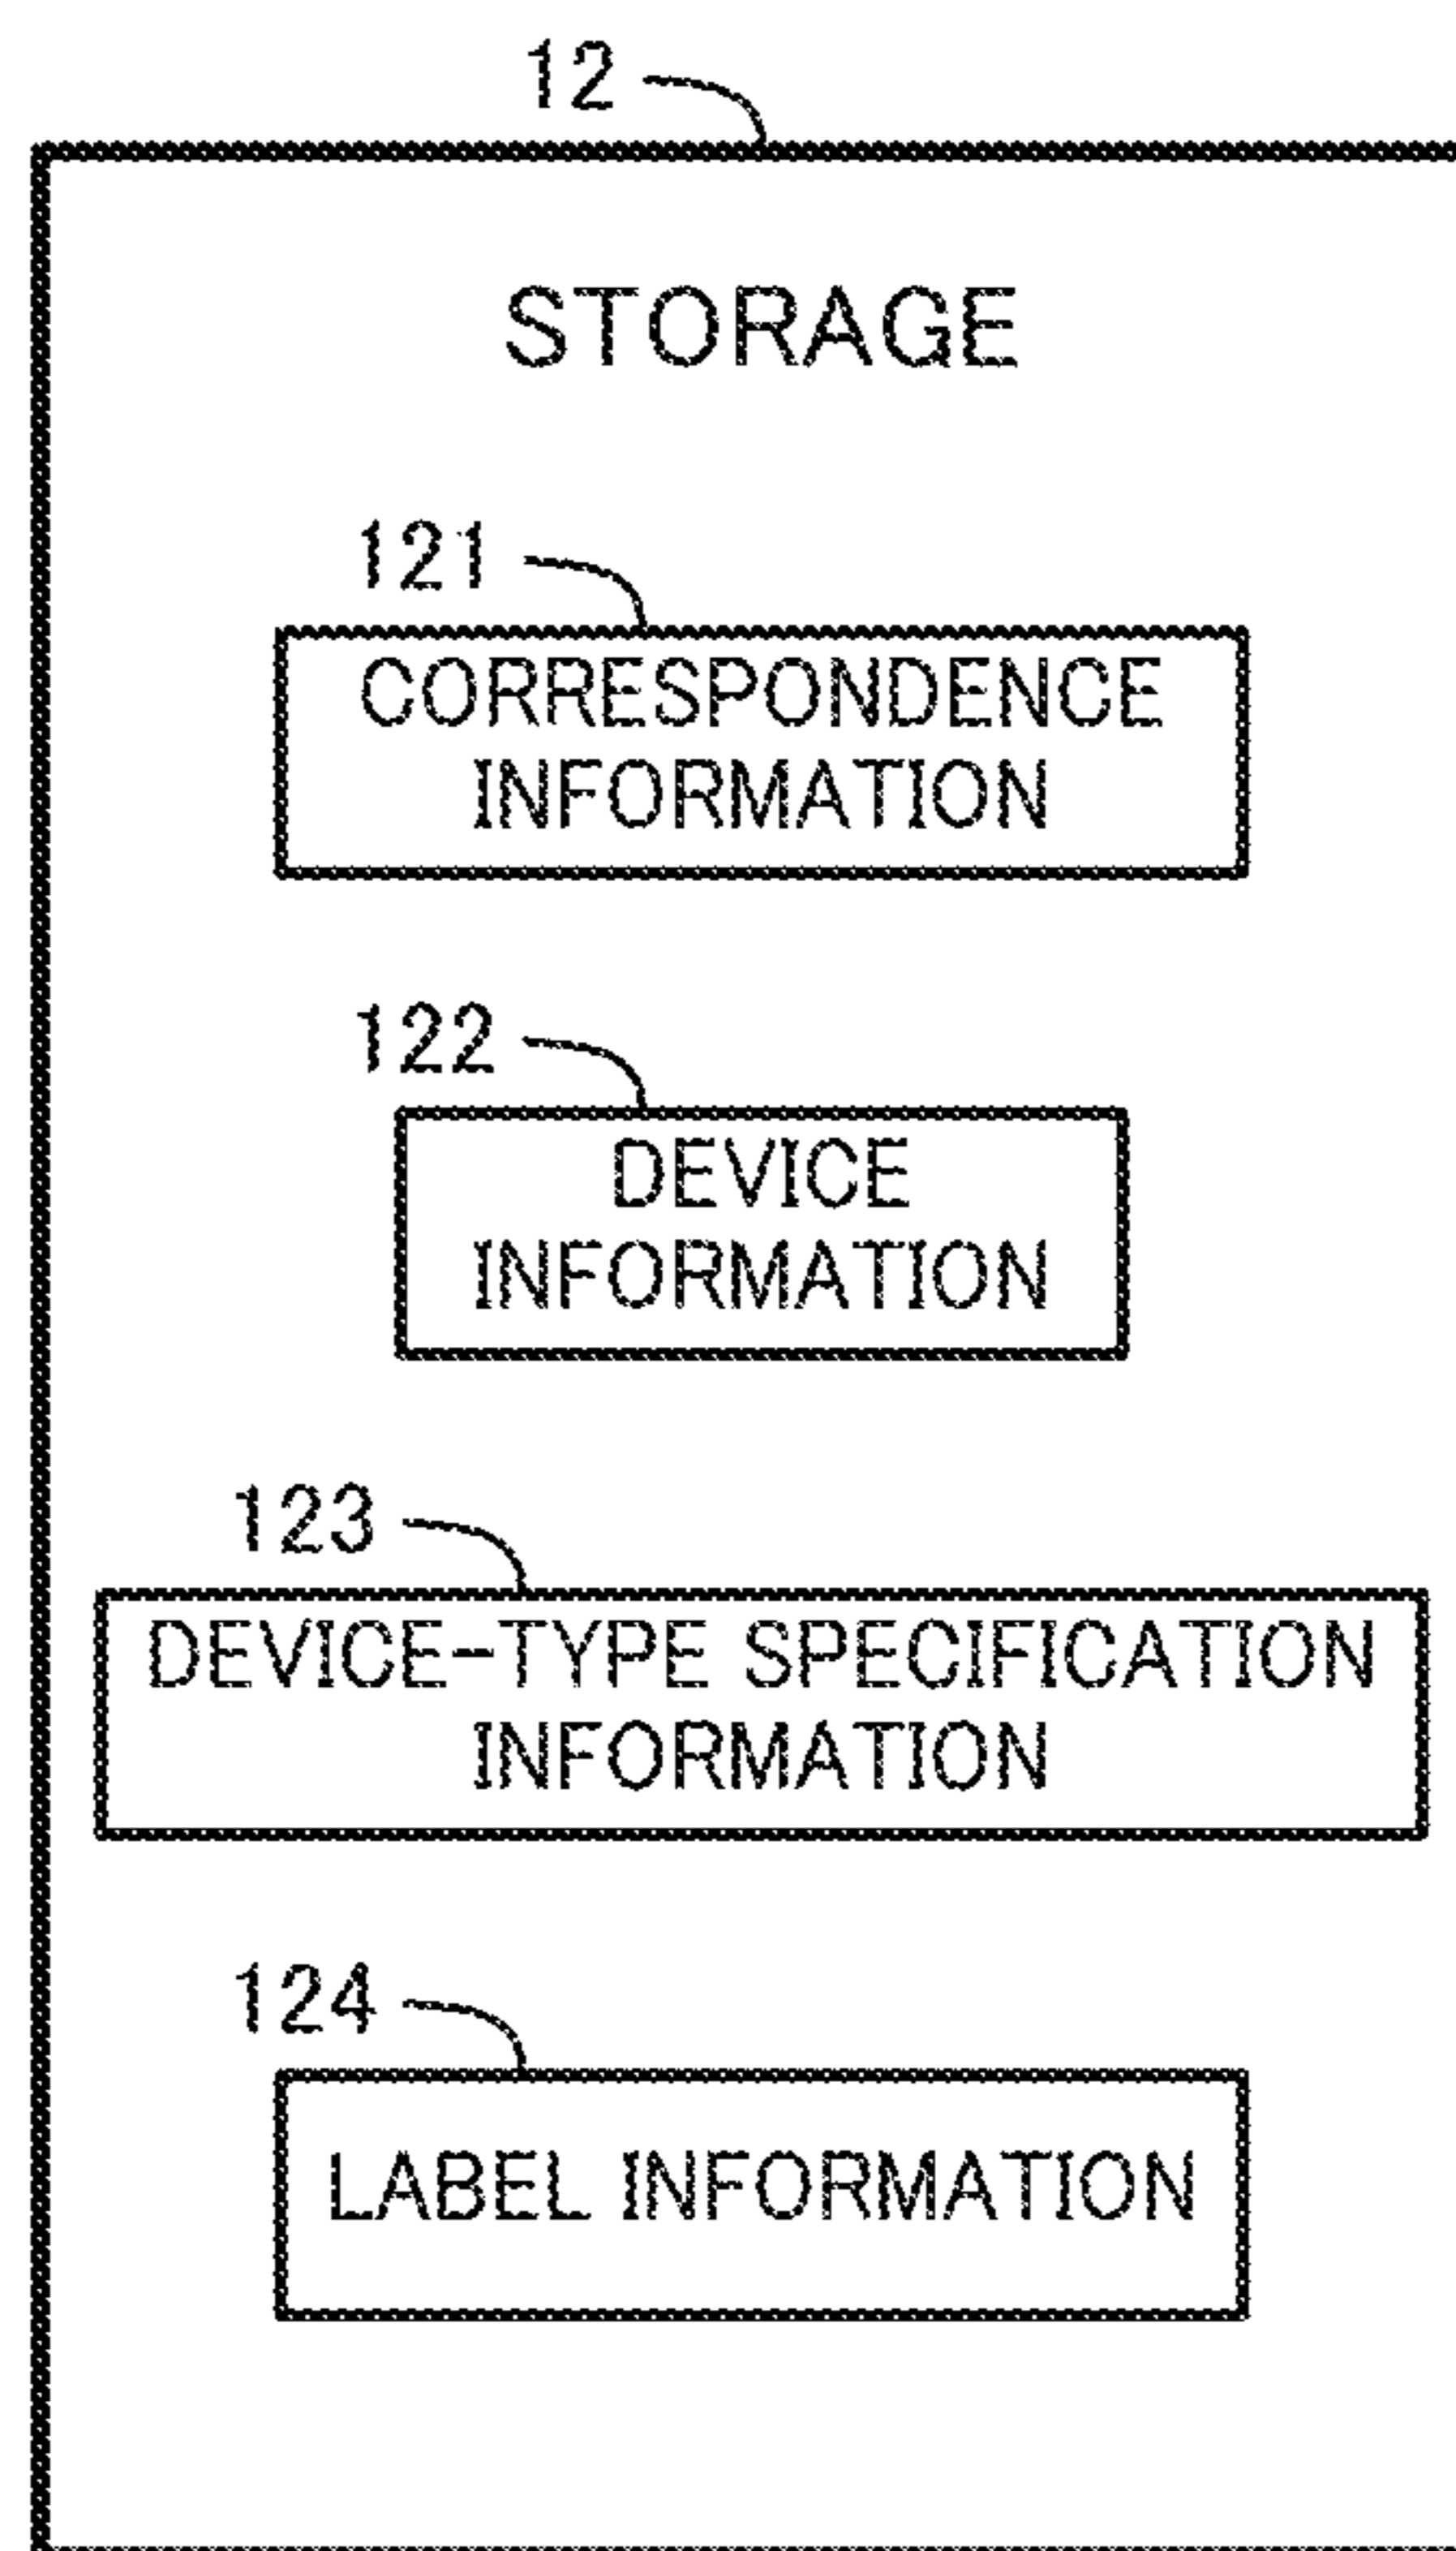 12
STORAGE
121
CORRESPONDENCE
INFORMATION
122
DEVICE
INFORMATION
123
DEVICE-TYPE SPECIFICATION
INFORMATION
124
LABEL INFORMATION